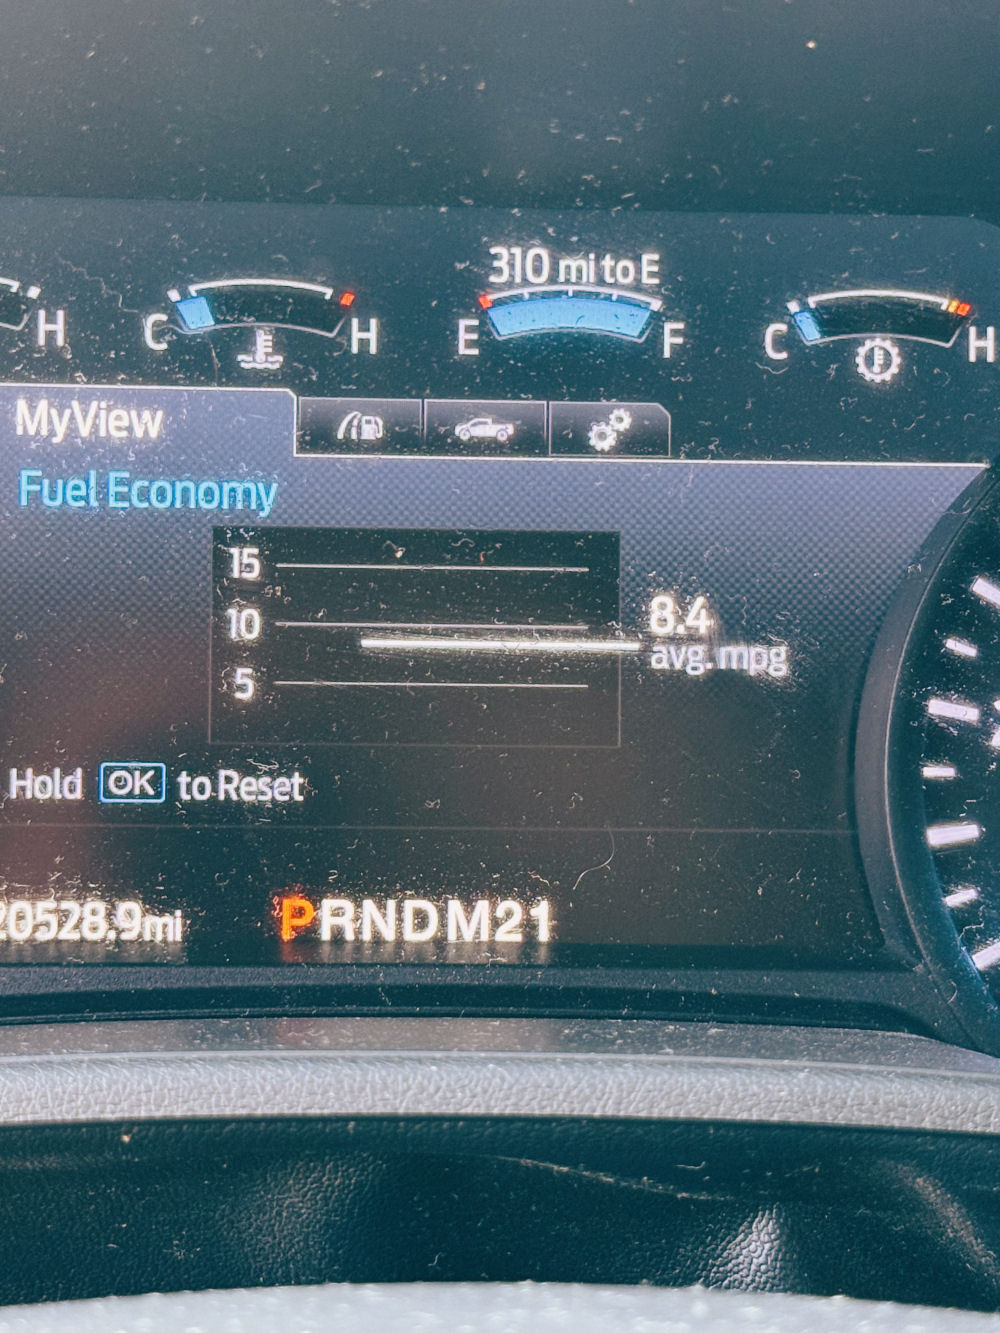 310 mi to E
H
C H
E F
C H
MyView
Fuel Economy
15
10
5
8.4
avg. mpg
Hold OK to Reset
20528.9mi
PRNDM21